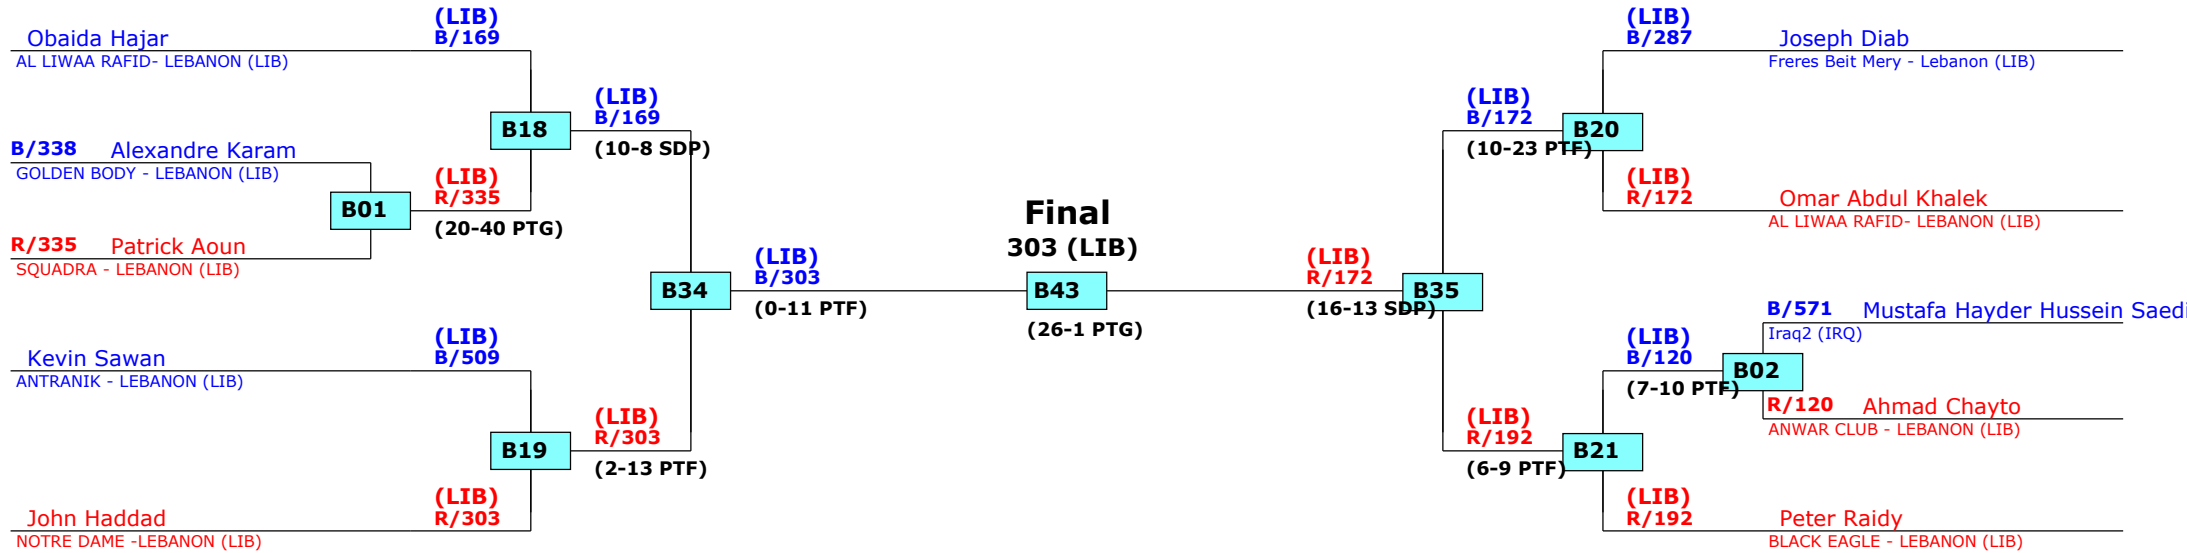 (LIB)
B/169
Obaida Hajar
AL LIWAA RAFID- LEBANON (LIB)
B18
(LIB)
B/169
(10-8 SDP)
B/338 Alexandre Karam
GOLDEN BODY - LEBANON (LIB)
B01
(LIB)
R/335
(20-40 PTG)
R/335 Patrick Aoun
SQUADRA - LEBANON (LIB)
B34
(LIB)
B/303
(0-11 PTF)
(LIB)
B/509
Kevin Sawan
ANTRANIK - LEBANON (LIB)
B19
(LIB)
R/303
(2-13 PTF)
(LIB)
R/303
John Haddad
NOTRE DAME -LEBANON (LIB)
Final
303 (LIB)
B43
(26-1 PTG)
(LIB)
B/287
Joseph Diab
Freres Beit Mery - Lebanon (LIB)
(LIB)
B/172
B20
(10-23 PTF)
(LIB)
R/172
Omar Abdul Khalek
AL LIWAA RAFID- LEBANON (LIB)
(LIB)
R/172
B35
(16-13 SDP)
B/571 Mustafa Hayder Hussein Saedi
Iraq2 (IRQ)
(LIB)
B/120
B02
(7-10 PTF)
R/120 Ahmad Chayto
ANWAR CLUB - LEBANON (LIB)
(LIB)
R/192
B21
(6-9 PTF)
(LIB)
R/192
Peter Raidy
BLACK EAGLE - LEBANON (LIB)